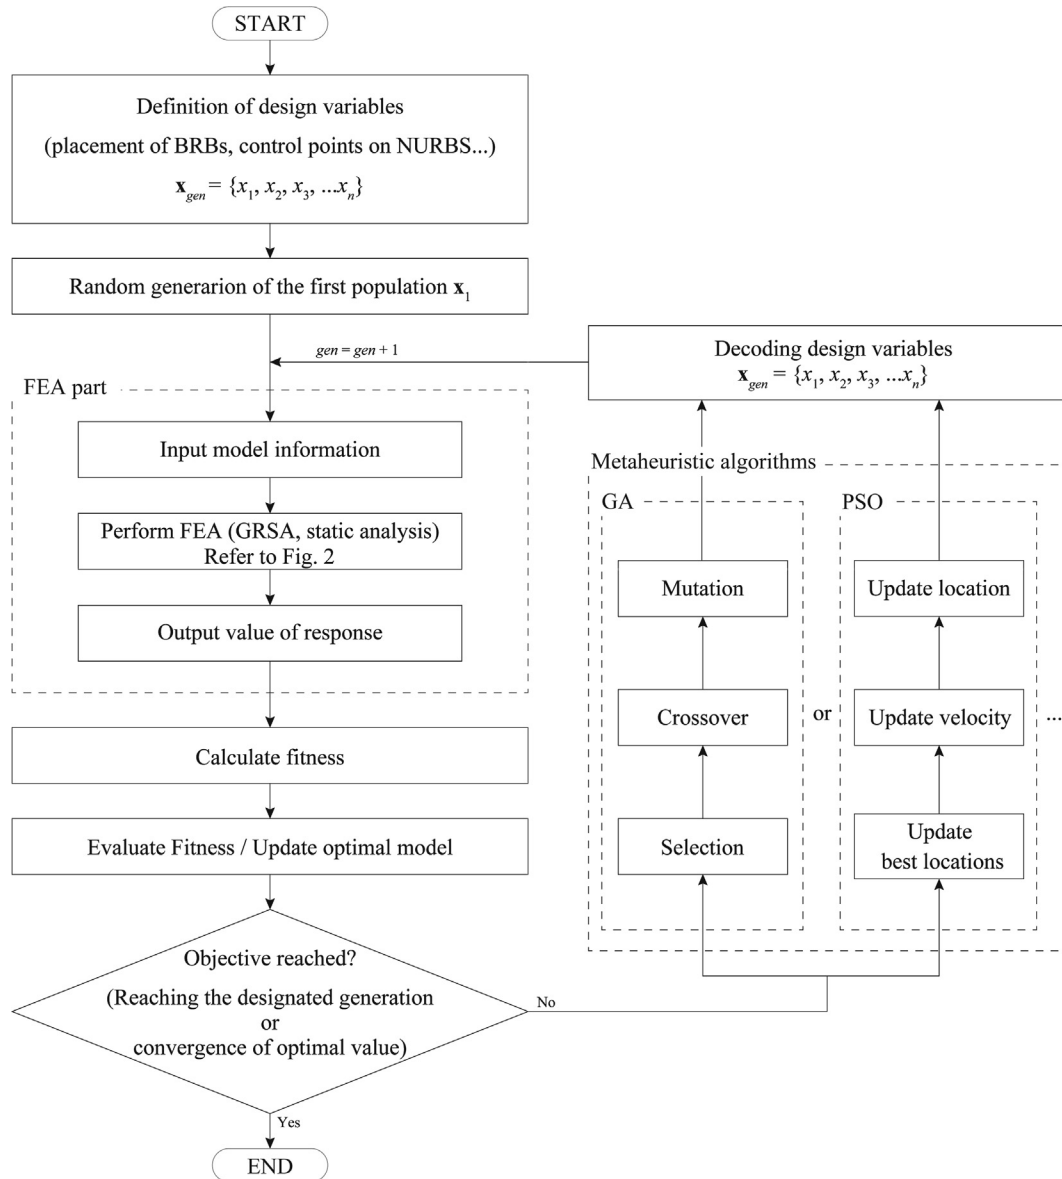 START
Definition of design variables
(placement of BRBs, control points on NURBS...)
x_gen = {x_1, x_2, x_3, ...x_n}
Random generarion of the first population x_1
gen = gen + 1
Decoding design variables
x_gen = {x_1, x_2, x_3, ...x_n}
FEA part
Input model information
Perform FEA (GRSA, static analysis)
Refer to Fig. 2
Output value of response
Calculate fitness
Evaluate Fitness / Update optimal model
Objective reached?
(Reaching the designated generation
or
convergence of optimal value)
No
Yes
END
Metaheuristic algorithms
GA
Mutation
Crossover
Selection
or
PSO
Update location
Update velocity
Update
best locations
...